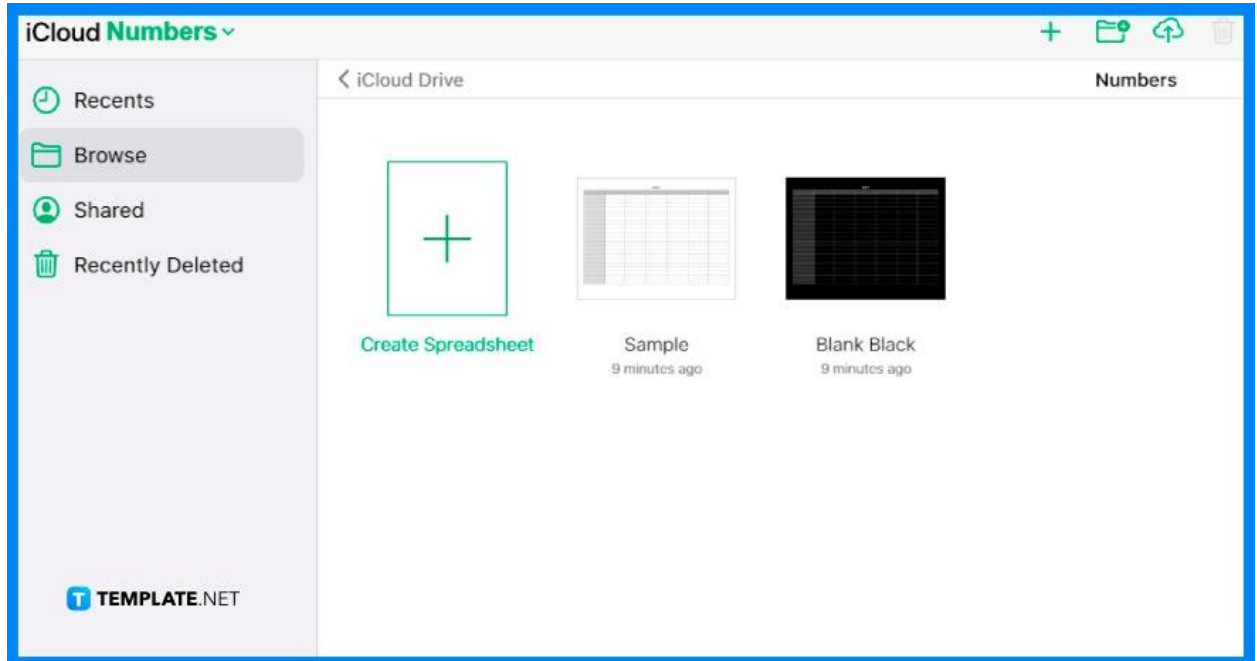 iCloud Numbers
iCloud Drive
Numbers
Recents
Browse
Shared
Recently Deleted
Create Spreadsheet
Sample
9 minutes ago
Blank Black
9 minutes ago
T TEMPLATE.NET